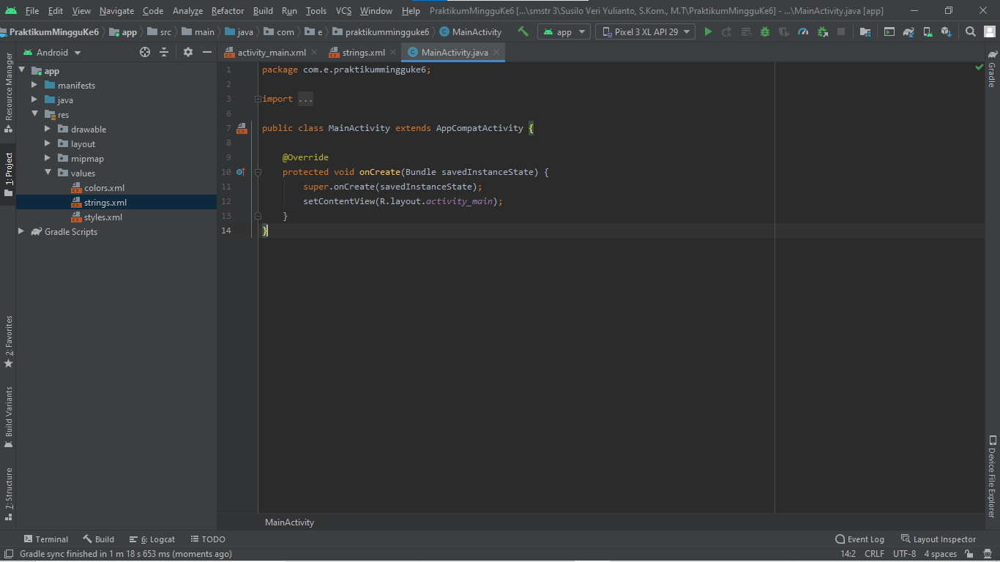 File Edit View Navigate Code Analyze Refactor Build Run Tools VCS Window Help PraktikumMingguKe6 [...\smstr 3\Susilo Veri Yulianto, S.Kom., M.T\PraktikumMingguKe6] - ...\MainActivity.java [app]
PraktikumMingguKe6 app src main java com e praktikummingguke6 MainActivity app Pixel 3 XL API 29
Android
activity_main.xml strings.xml MainActivity.java
Resource Manager
1: Project
2: Favorites
Build Variants
7: Structure
app
manifests
java
res
drawable
layout
mipmap
values
colors.xml
strings.xml
styles.xml
Gradle Scripts
1 package com.e.praktikummingguke6;
2
3 import ...
6
7 public class MainActivity extends AppCompatActivity {
8
9 @Override
10 protected void onCreate(Bundle savedInstanceState) {
11 super.onCreate(savedInstanceState);
12 setContentView(R.layout.activity_main);
13 }
14 }
Gradle
Device File Explorer
MainActivity
Terminal Build 6: Logcat TODO Event Log Layout Inspector
Gradle sync finished in 1 m 18 s 653 ms (moments ago) 14:2 CRLF UTF-8 4 spaces